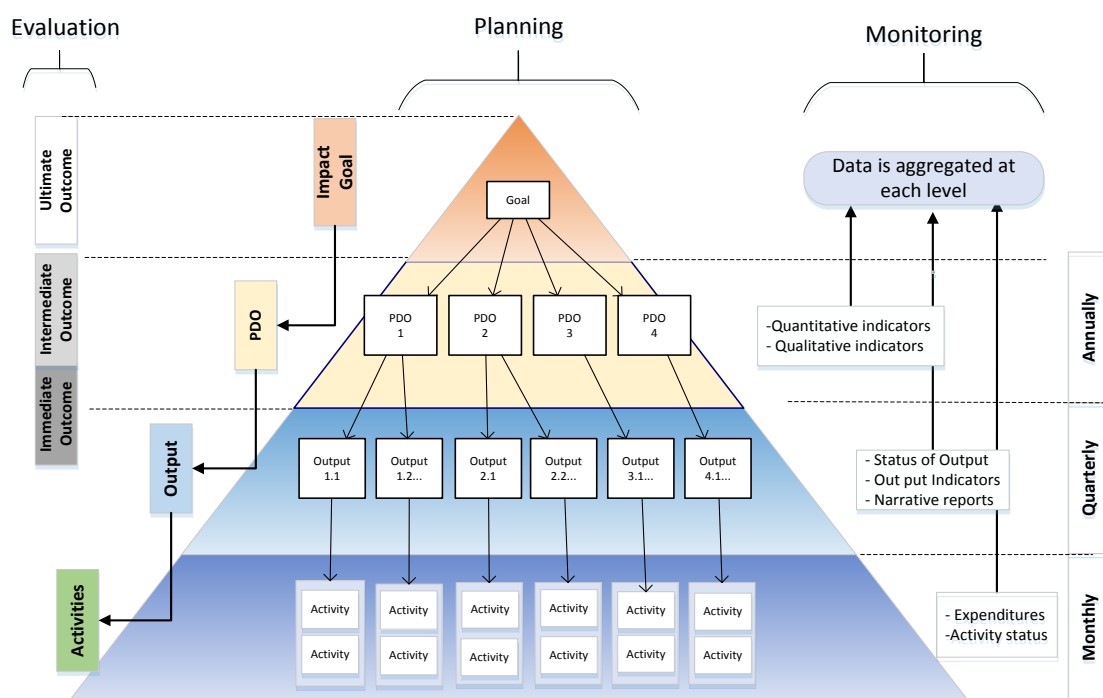 Evaluation
Planning
Monitoring
Ultimate
Outcome
Intermediate
Outcome
Immediate
Outcome
Impact
Goal
PDO
Output
Activities
Goal
PDO
1
PDO
2
PDO
3
PDO
4
Output
1.1
Output
1.2...
Output
2.1
Output
2.2...
Output
3.1...
Output
4.1...
Activity
Activity
Activity
Activity
Activity
Activity
Activity
Activity
Activity
Activity
Activity
Activity
Data is aggregated at
each level
-Quantitative indicators
- Qualitative indicators
- Status of Output
- Out put Indicators
- Narrative reports
- Expenditures
-Activity status
Annually
Quarterly
Monthly